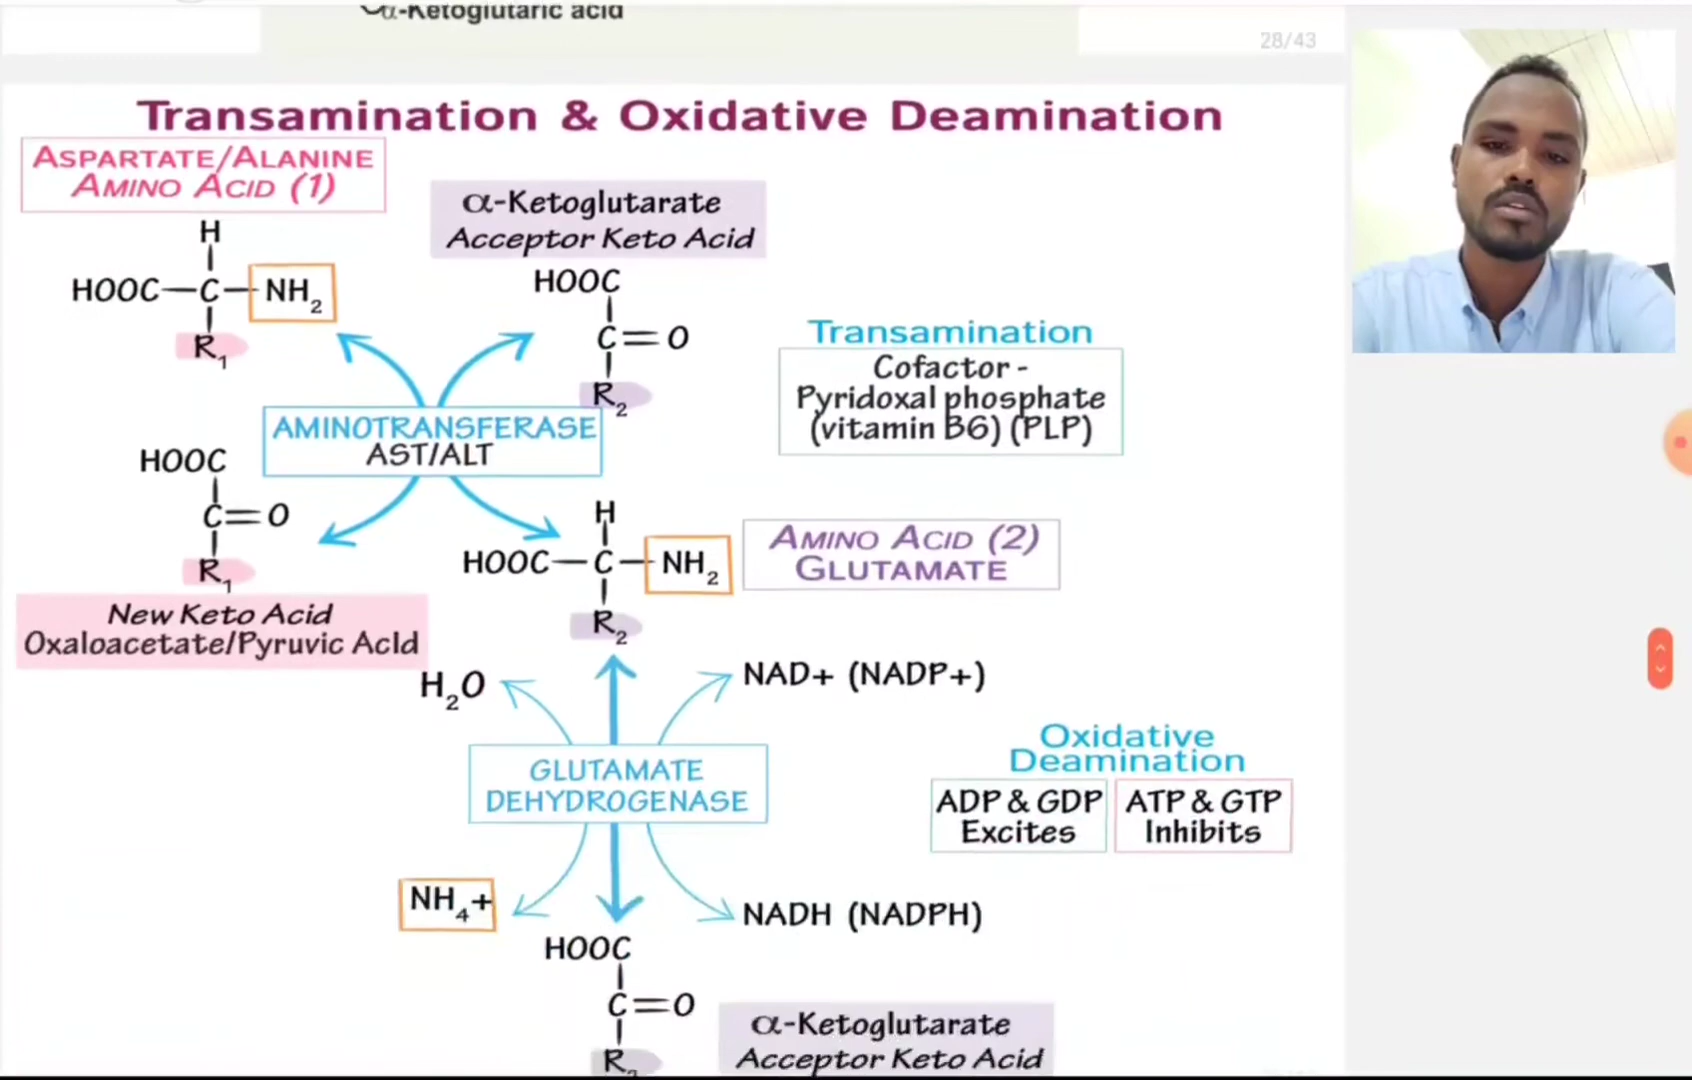 α-Ketoglutaric acid
28/43
Transamination & Oxidative Deamination
ASPARTATE/ALANINE
AMINO ACID (1)
α-Ketoglutarate
Acceptor Keto Acid
H
HOOC—C—NH2
R1
HOOC
C=O
R2
Transamination
Cofactor -
Pyridoxal phosphate
(vitamin B6) (PLP)
AMINOTRANSFERASE
AST/ALT
HOOC
C=O
R1
New Keto Acid
Oxaloacetate/Pyruvic AcId
H
HOOC—C—NH2
R2
AMINO ACID (2)
GLUTAMATE
H2O
NAD+ (NADP+)
GLUTAMATE
DEHYDROGENASE
Oxidative
Deamination
ADP & GDP
Excites
ATP & GTP
Inhibits
NH4+
NADH (NADPH)
HOOC
C=O
R2
α-Ketoglutarate
Acceptor Keto Acid